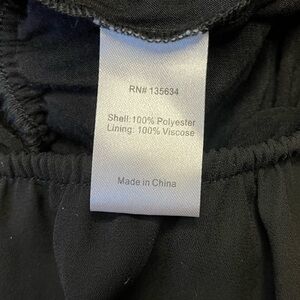 RN# 135634
Shell:100% Polyester
Lining: 100% Viscose
Made in China